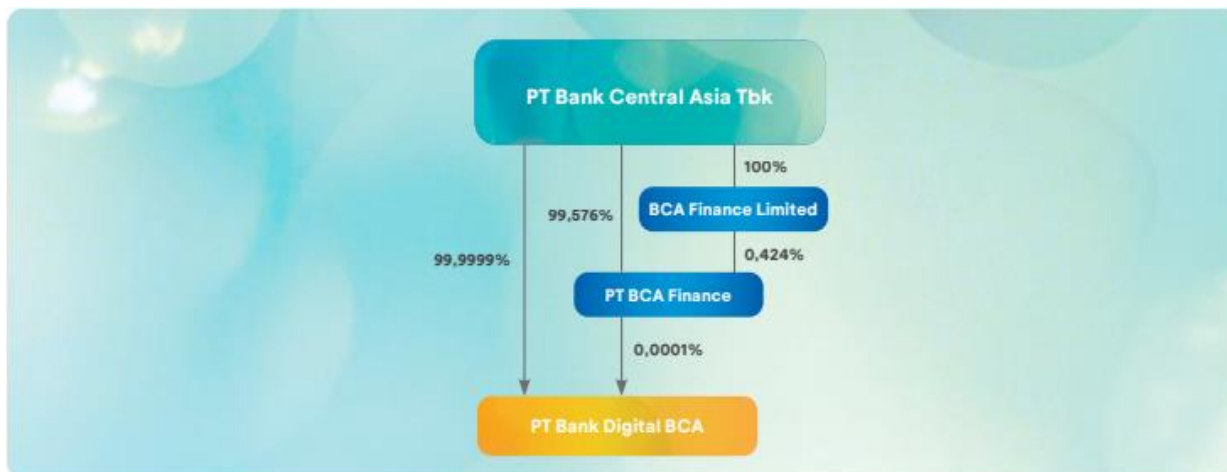 PT Bank Central Asia Tbk
100%
BCA Finance Limited
99,576%
0,424%
99,9999%
PT BCA Finance
0,0001%
PT Bank Digital BCA